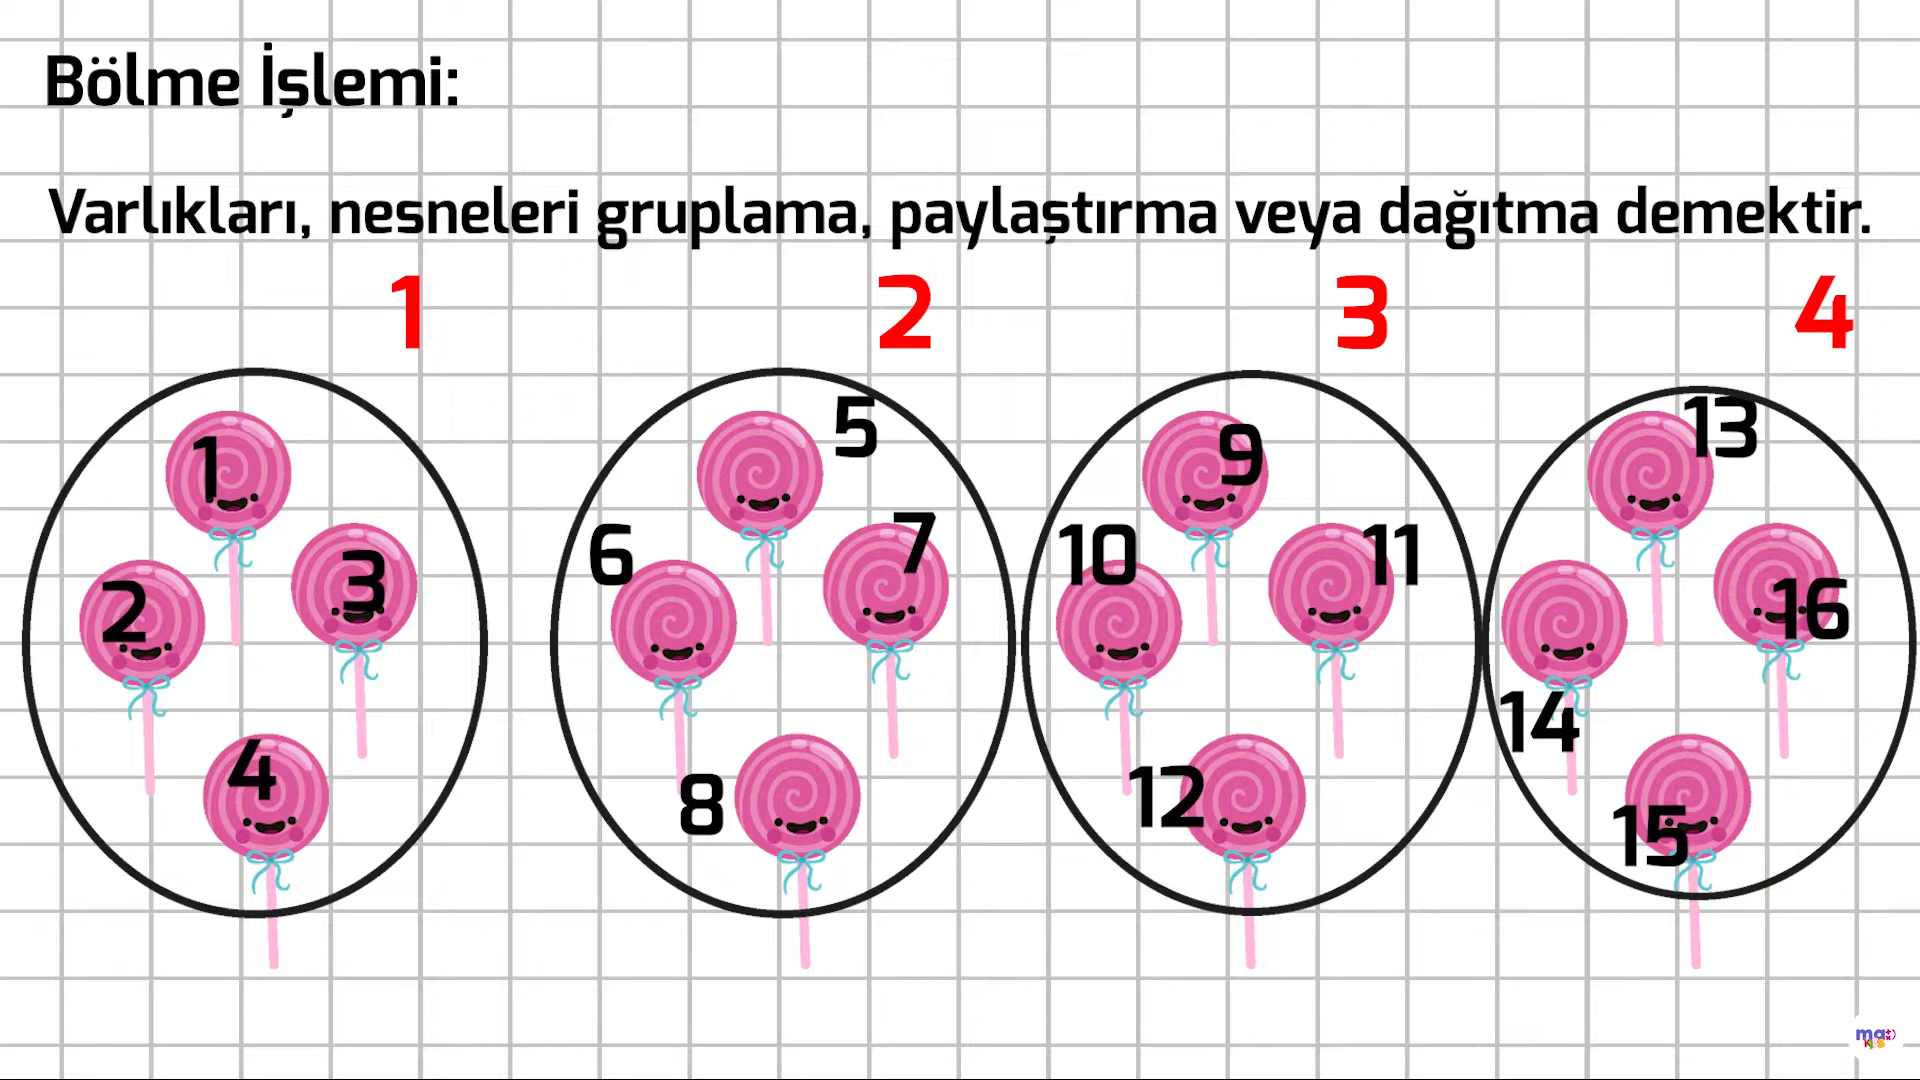 Bölme İşlemi:
Varlıkları, nesneleri gruplama, paylaştırma veya dağıtma demektir.
1 2 3 4
1 5 9 13
2 3 6 7 10 11 16
14
4 8 12 15